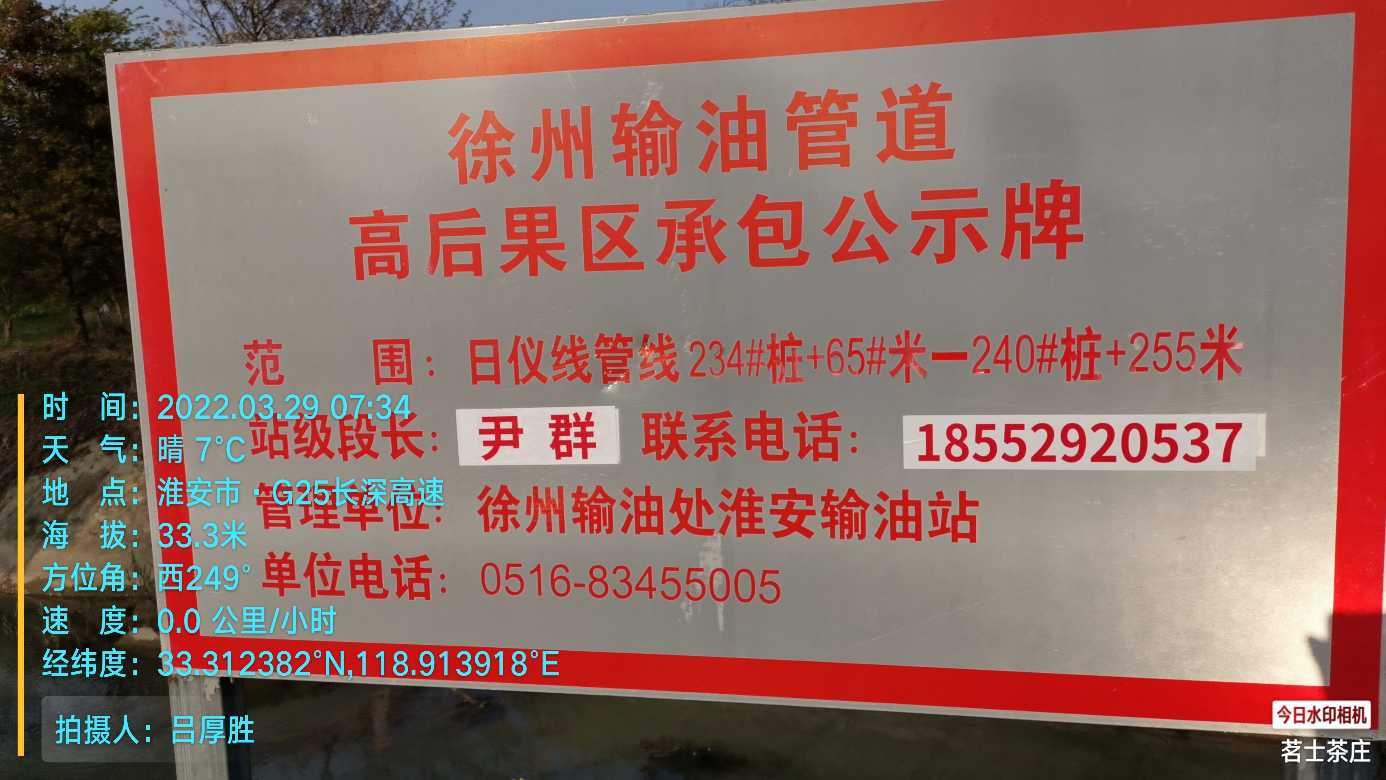 徐州输油管道
高后果区承包公示牌
范 围：日仪线管线234#桩+65#米—240#桩+255米
站级段长：尹 群 联系电话：18552920537
管理单位：徐州输油处淮安输油站
单位电话：0516-83455005
时 间：2022.03.29 07:34
天 气：晴 7℃
地 点：淮安市·G25长深高速
海 拔：33.3米
方位角：西249°
速 度：0.0 公里/小时
经纬度：33.312382°N,118.913918°E
拍摄人：吕厚胜
今日水印相机
茗士茶庄